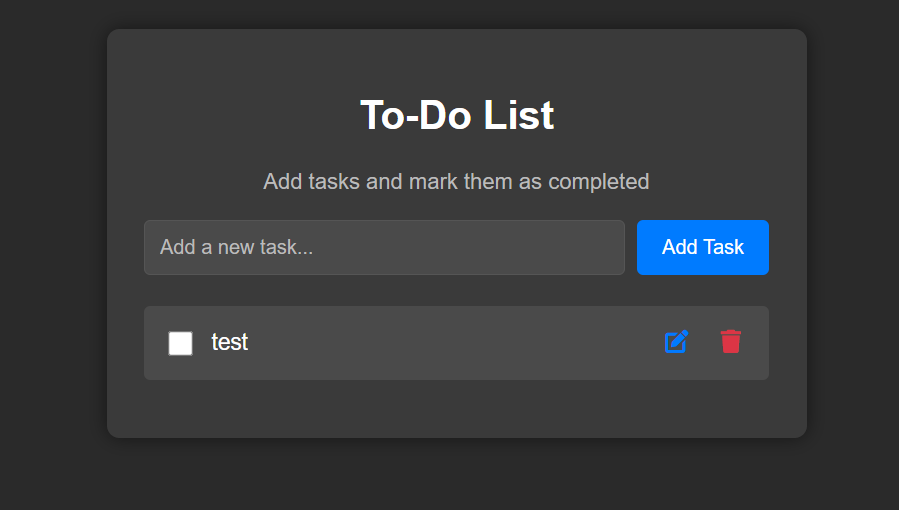 To-Do List
Add tasks and mark them as completed
Add a new task... Add Task
test